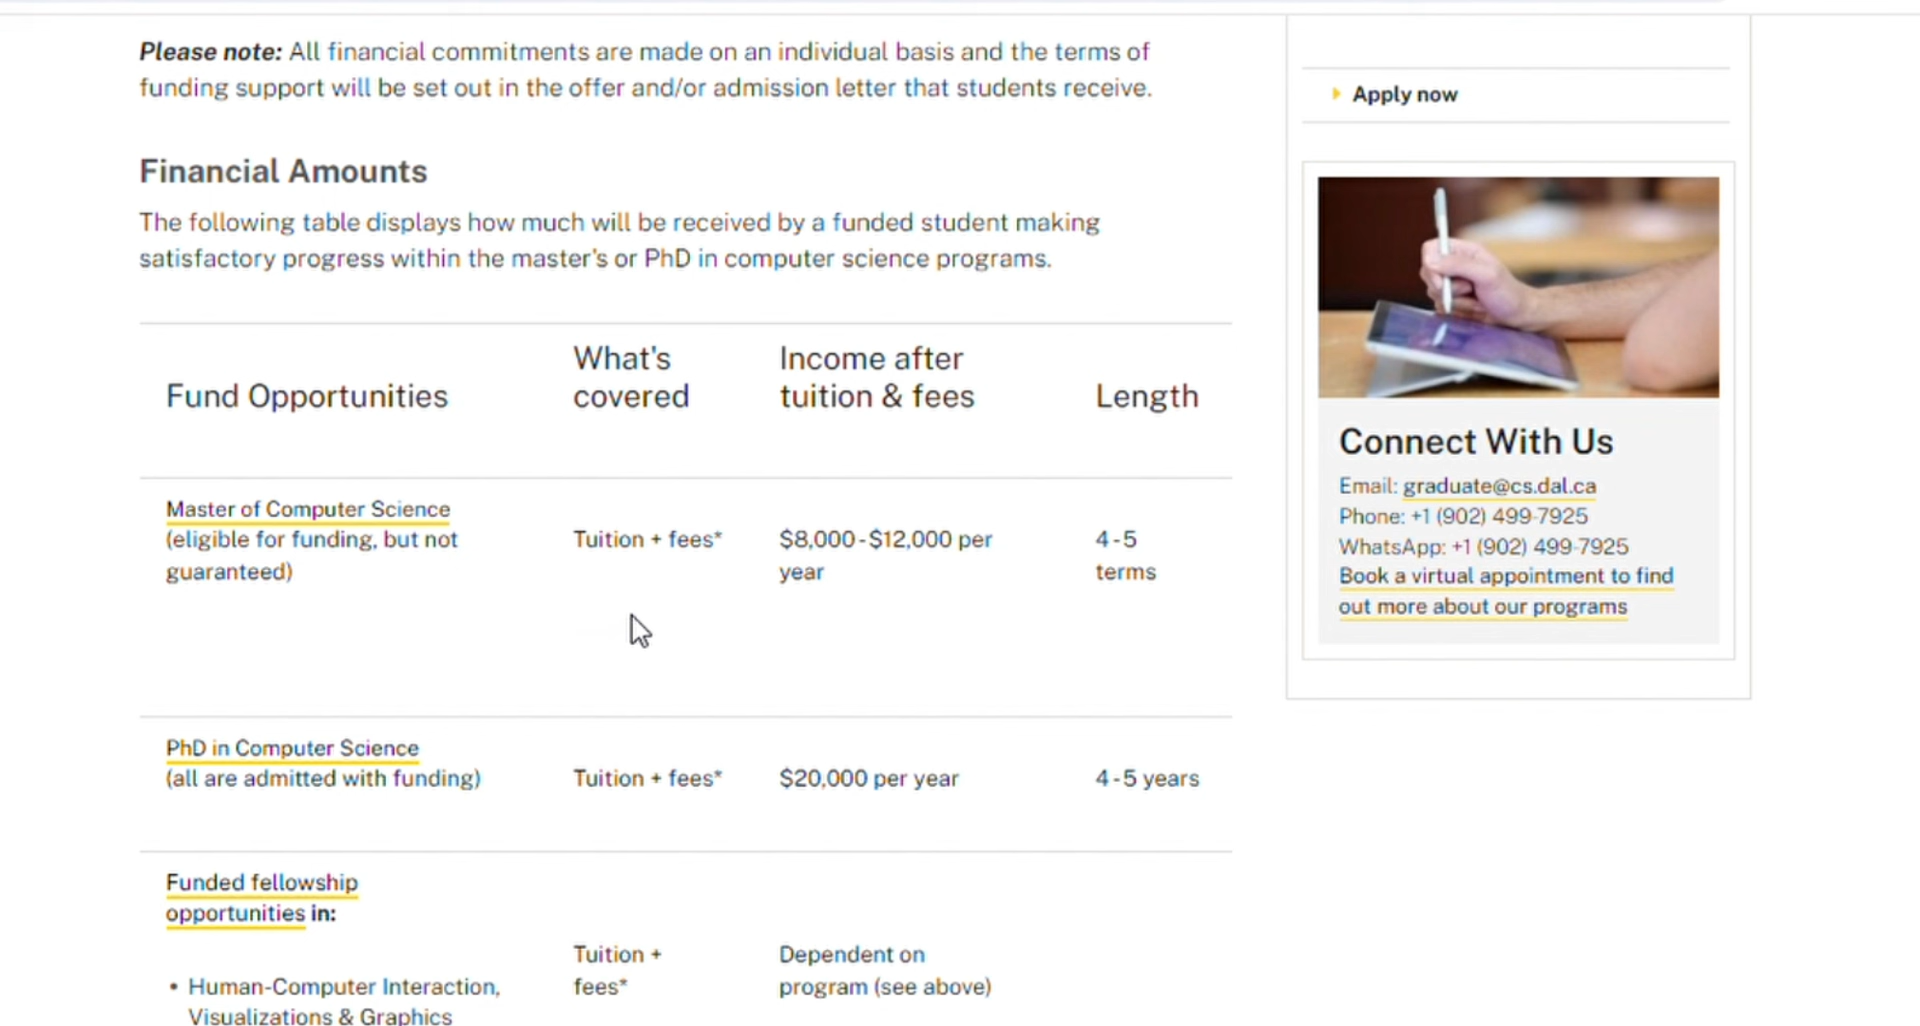 Please note: All financial commitments are made on an individual basis and the terms of
funding support will be set out in the offer and/or admission letter that students receive.
Financial Amounts
The following table displays how much will be received by a funded student making
satisfactory progress within the master's or PhD in computer science programs.
Fund Opportunities
What's
covered
Income after
tuition & fees
Length
Master of Computer Science
(eligible for funding, but not
guaranteed)
Tuition + fees*
$8,000-$12,000 per
year
4-5
terms
PhD in Computer Science
(all are admitted with funding)
Tuition + fees*
$20,000 per year
4-5 years
Funded fellowship
opportunities in:
• Human-Computer Interaction,
Visualizations & Graphics
Tuition +
fees*
Dependent on
program (see above)
Apply now
Connect With Us
Email: graduate@cs.dal.ca
Phone: +1 (902) 499-7925
WhatsApp: +1 (902) 499-7925
Book a virtual appointment to find
out more about our programs